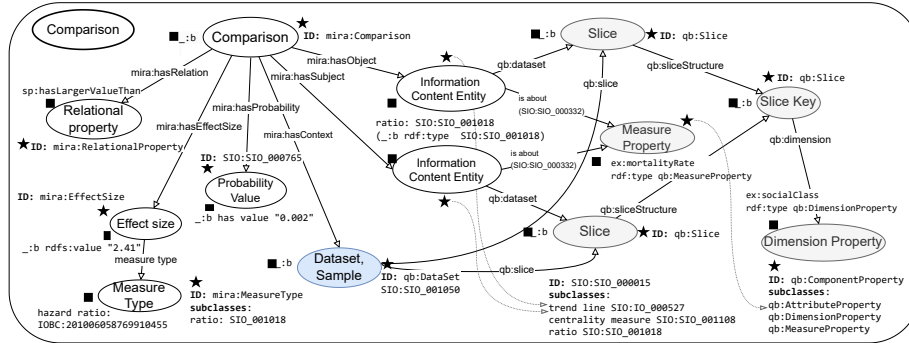 Comparison
_:b
Comparison
ID: mira:Comparison
mira:hasRelation
mira:hasEffectSize
mira:hasProbability
mira:hasContext
mira:hasSubject
mira:hasObject
sp:hasLargerValueThan
Relational
property
ID: mira:RelationalProperty
ID: SIO:SIO_000765
Probability
Value
_:b has value "0.002"
ID: mira:EffectSize
Effect size
_:b rdfs:value "2.41"
measure type
Measure
Type
hazard ratio:
IOBC:201006058769910455
ID: mira:MeasureType
subclasses:
ratio: SIO_001018
_:b
Dataset,
Sample
ID: qb:DataSet
SIO:SIO_001050
Information
Content Entity
ratio: SIO:SIO_001018
(_:b rdf:type SIO:SIO_001018)
Information
Content Entity
qb:dataset
qb:dataset
is about
(SIO:SIO_000332)
is about
(SIO:SIO_000332)
_:b
Slice
ID: qb:Slice
qb:slice
qb:sliceStructure
Measure
Property
ex:mortalityRate
rdf:type qb:MeasureProperty
_:b
Slice
ID: qb:Slice
qb:slice
qb:sliceStructure
ID: qb:Slice
_:b
Slice Key
qb:dimension
ex:socialClass
rdf:type qb:DimensionProperty
Dimension Property
ID: qb:ComponentProperty
subclasses:
qb:AttributeProperty
qb:DimensionProperty
qb:MeasureProperty
ID: SIO:SIO_000015
subclasses:
trend line SIO:IO_000527
centrality measure SIO:SIO_001108
ratio SIO:SIO_001018